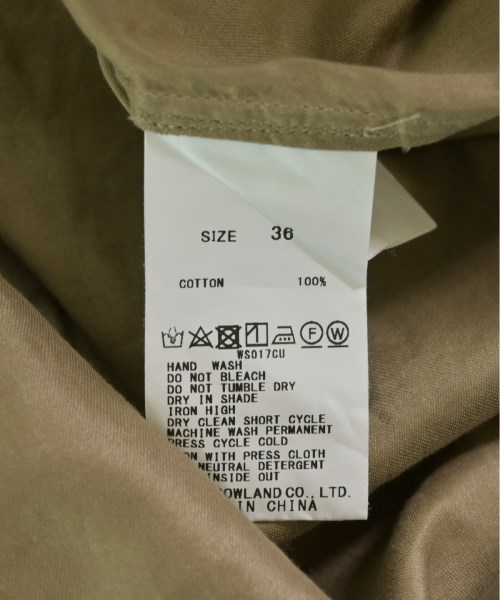 SIZE 36
COTTON 100%
F W
WS017CU
HAND WASH
DO NOT BLEACH
DO NOT TUMBLE DRY
DRY IN SHADE
IRON HIGH
DRY CLEAN SHORT CYCLE
MACHINE WASH PERMANENT
PRESS CYCLE COLD
WITH PRESS CLOTH
NEUTRAL DETERGENT
INSIDE OUT
CO., LTD.
IN CHINA